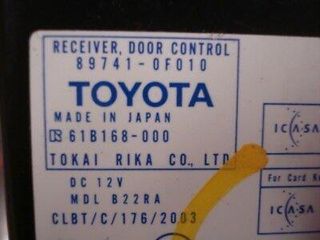 RECEIVER, DOOR CONTROL
89741-0F010
TOYOTA
MADE IN JAPAN
61B168-000
TOKAI RIKA CO., LTD
DC 12V
MDL B22RA
CLBT/C/176/2003
ICASA
For Card
ICASA